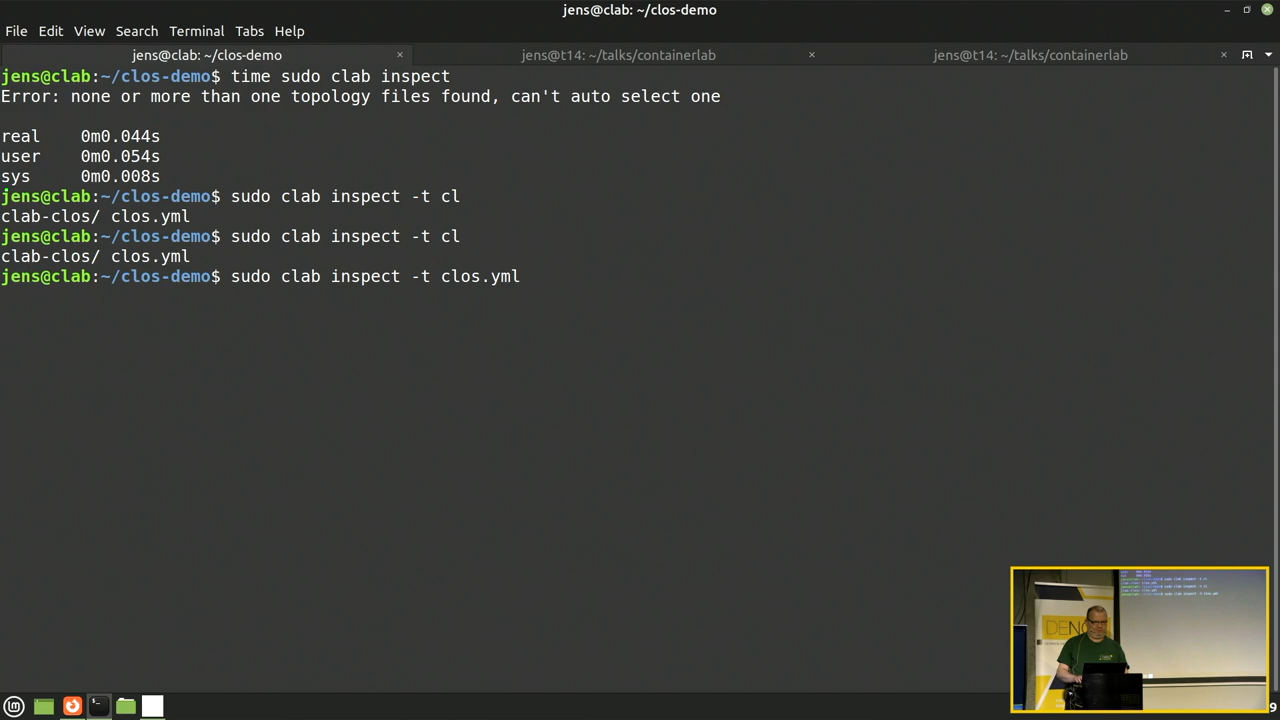 jens@clab: ~/clos-demo
File Edit View Search Terminal Tabs Help
jens@clab: ~/clos-demo × jens@t14: ~/talks/containerlab × jens@t14: ~/talks/containerlab ×
jens@clab:~/clos-demo$ time sudo clab inspect
Error: none or more than one topology files found, can't auto select one
real 0m0.044s
user 0m0.054s
sys 0m0.008s
jens@clab:~/clos-demo$ sudo clab inspect -t cl
clab-clos/ clos.yml
jens@clab:~/clos-demo$ sudo clab inspect -t cl
clab-clos/ clos.yml
jens@clab:~/clos-demo$ sudo clab inspect -t clos.yml